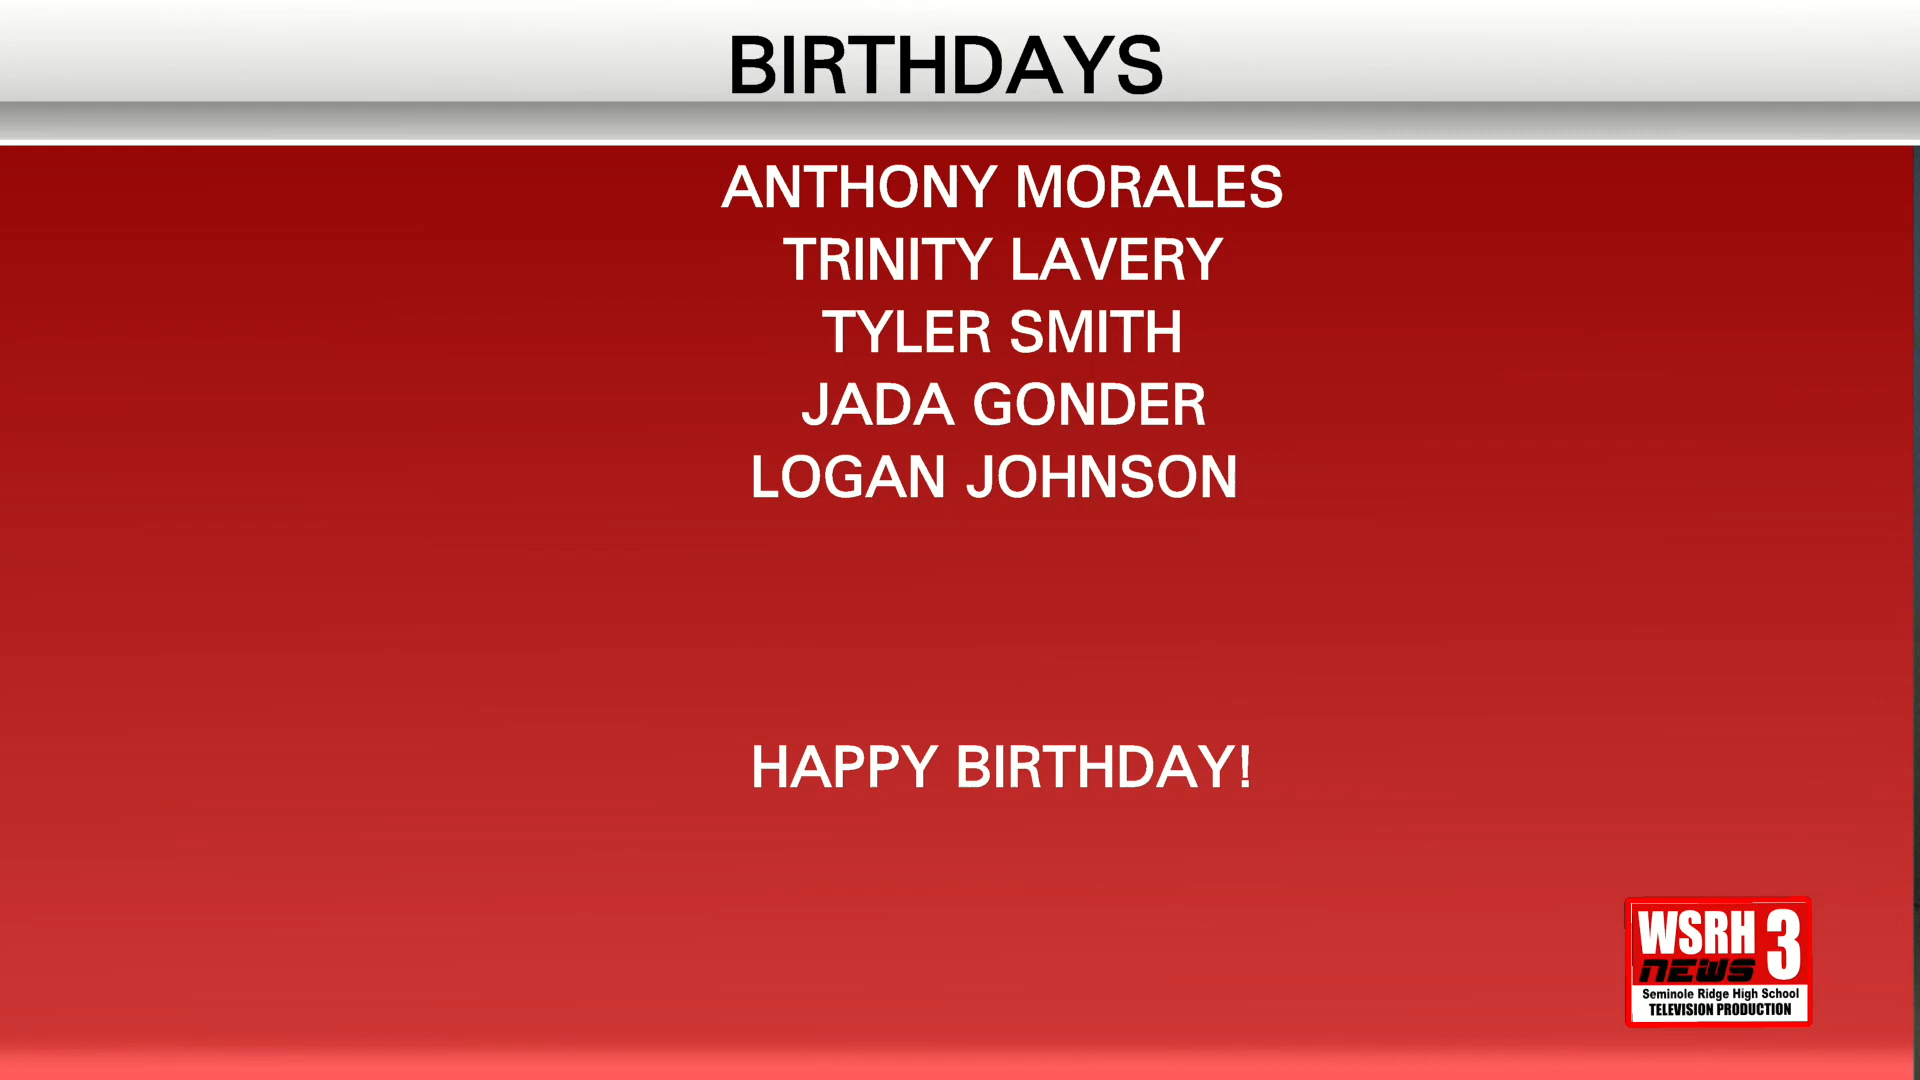 BIRTHDAYS
ANTHONY MORALES
TRINITY LAVERY
TYLER SMITH
JADA GONDER
LOGAN JOHNSON
HAPPY BIRTHDAY!
WSRH 3
NEWS
Seminole Ridge High School
TELEVISION PRODUCTION